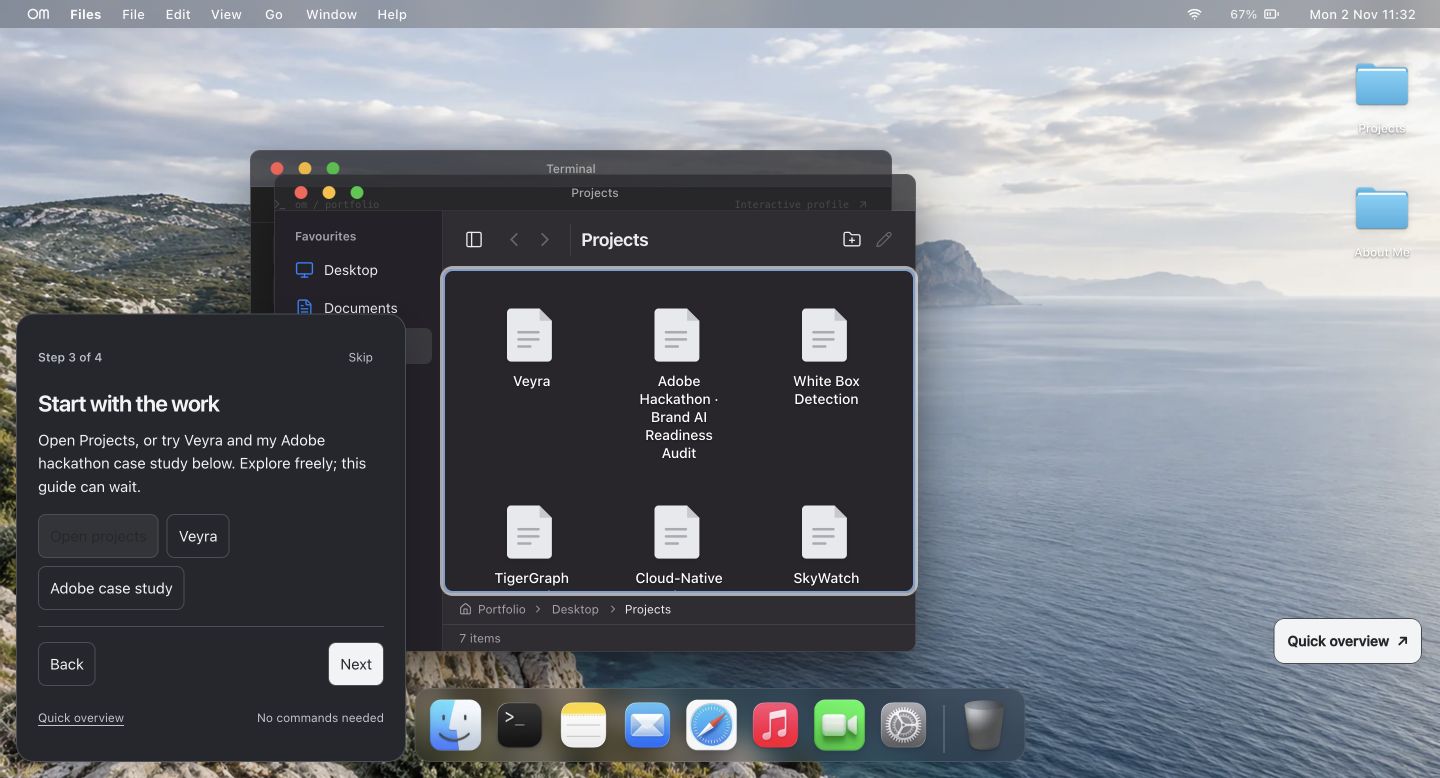 OM Files File Edit View Go Window Help 67% Mon 2 Nov 11:32
Projects
About Me
Terminal
>_ om / portfolio Interactive profile ↗
Projects
Favourites
Desktop
Documents
Projects
Veyra
Adobe
Hackathon ·
Brand AI
Readiness
Audit
White Box
Detection
TigerGraph
Cloud-Native
SkyWatch
Portfolio > Desktop > Projects
7 items
Step 3 of 4 Skip
Start with the work
Open Projects, or try Veyra and my Adobe
hackathon case study below. Explore freely; this
guide can wait.
Open projects Veyra
Adobe case study
Back Next
Quick overview No commands needed
Quick overview ↗
>_